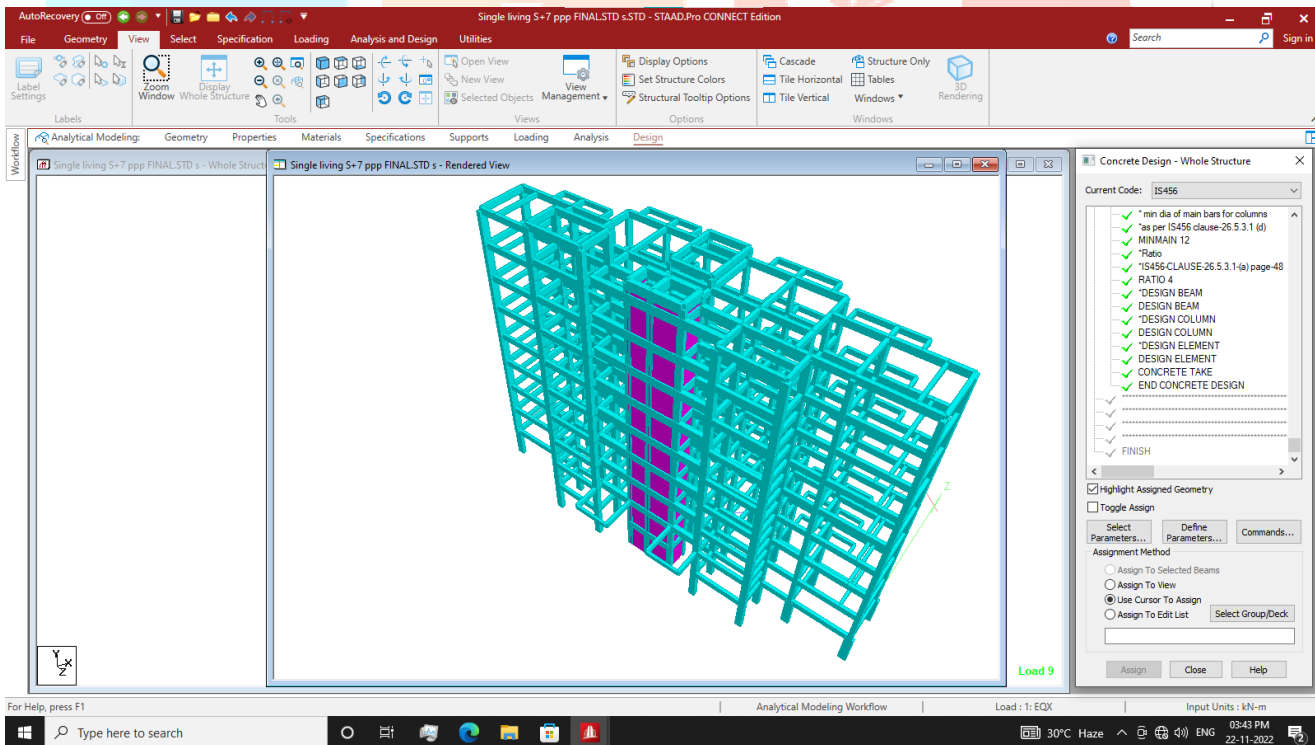 AutoRecovery Off Single living S+7 ppp FINAL.STD s.STD - STAAD.Pro CONNECT Edition
File Geometry View Select Specification Loading Analysis and Design Utilities Search Sign in
Label Settings
Zoom Window
Display Whole Structure
Open View
New View
Selected Objects
View Management
Display Options
Set Structure Colors
Structural Tooltip Options
Cascade
Tile Horizontal
Tile Vertical
Structure Only
Tables
Windows
3D Rendering
Labels Tools Views Options Windows
Workflow
Analytical Modeling: Geometry Properties Materials Specifications Supports Loading Analysis Design
Single living S+7 ppp FINAL.STD s - Whole Struct
Single living S+7 ppp FINAL.STD s - Rendered View
Z
Load 9
Y
X
Z
Concrete Design - Whole Structure
Current Code: IS456
* min dia of main bars for columns
*as per IS456 clause-26.5.3.1 (d)
MINMAIN 12
*Ratio
*IS456-CLAUSE-26.5.3.1-(a) page-48
RATIO 4
*DESIGN BEAM
DESIGN BEAM
*DESIGN COLUMN
DESIGN COLUMN
*DESIGN ELEMENT
DESIGN ELEMENT
CONCRETE TAKE
END CONCRETE DESIGN
FINISH
Highlight Assigned Geometry
Toggle Assign
Select Parameters...
Define Parameters...
Commands...
Assignment Method
Assign To Selected Beams
Assign To View
Use Cursor To Assign
Assign To Edit List
Select Group/Deck
Assign Close Help
For Help, press F1 Analytical Modeling Workflow Load : 1: EQX Input Units : kN-m
Type here to search
30°C Haze ENG
03:43 PM
22-11-2022
2